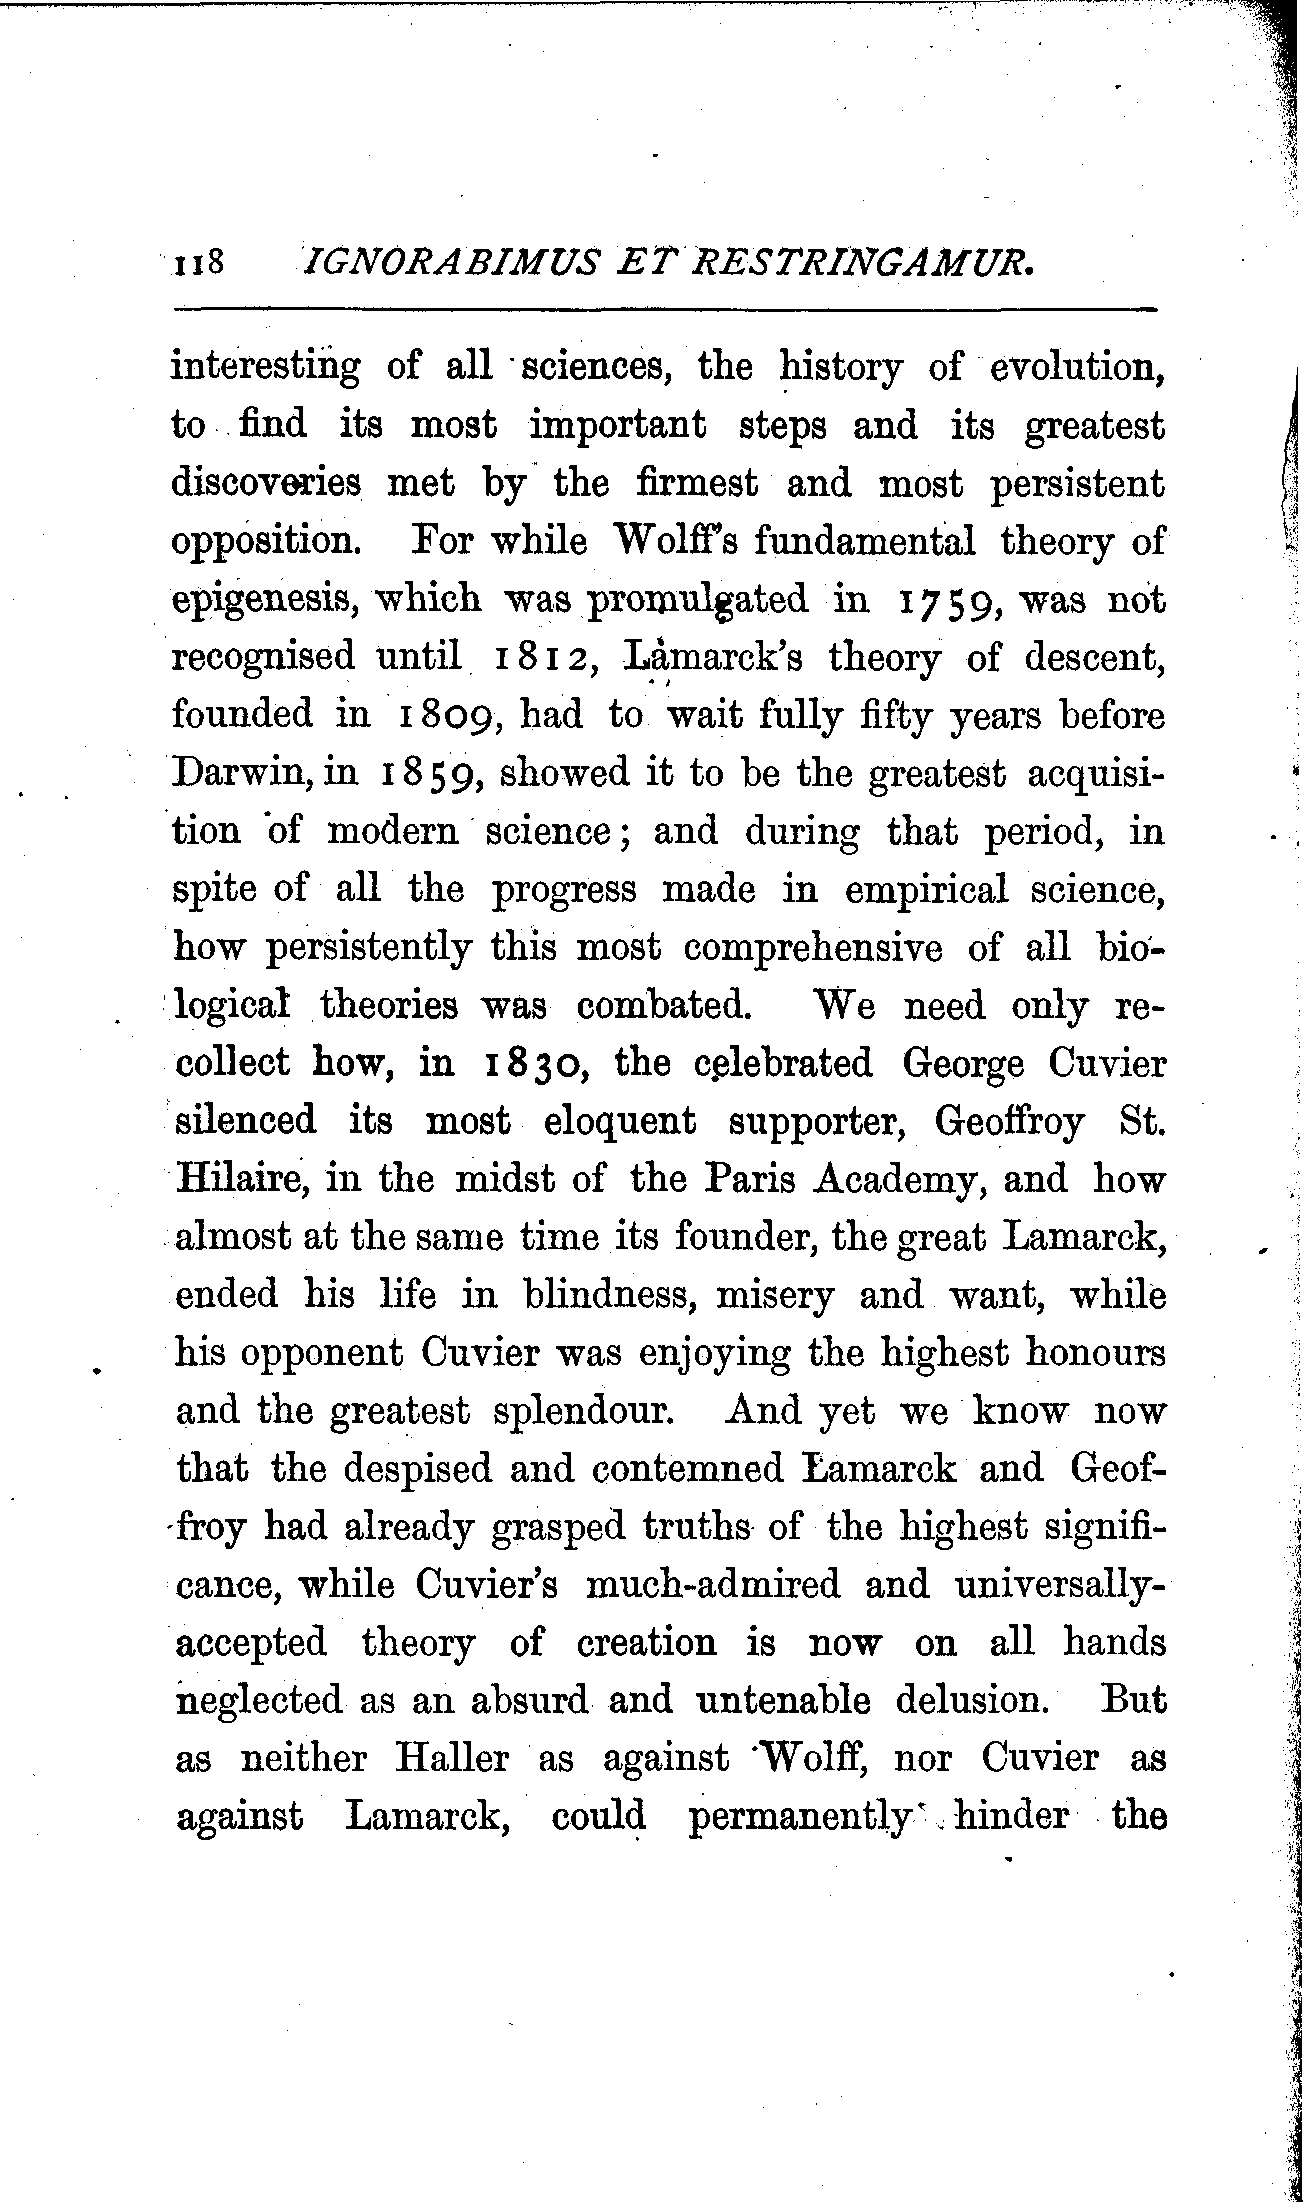 118 IGNORABIMUS ET RESTRINGAMUR.
interesting of all sciences, the history of evolution,
to find its most important steps and its greatest
discoveries met by the firmest and most persistent
opposition. For while Wolff's fundamental theory of
epigenesis, which was promulgated in 1759, was not
recognised until 1812, Lamarck's theory of descent,
founded in 1809, had to wait fully fifty years before
Darwin, in 1859, showed it to be the greatest acquisi-
tion of modern science; and during that period, in
spite of all the progress made in empirical science,
how persistently this most comprehensive of all bio-
logical theories was combated. We need only re-
collect how, in 1830, the celebrated George Cuvier
silenced its most eloquent supporter, Geoffroy St.
Hilaire, in the midst of the Paris Academy, and how
almost at the same time its founder, the great Lamarck,
ended his life in blindness, misery and want, while
his opponent Cuvier was enjoying the highest honours
and the greatest splendour. And yet we know now
that the despised and contemned Lamarck and Geof-
froy had already grasped truths of the highest signifi-
cance, while Cuvier's much-admired and universally-
accepted theory of creation is now on all hands
neglected as an absurd and untenable delusion. But
as neither Haller as against Wolff, nor Cuvier as
against Lamarck, could permanently hinder the